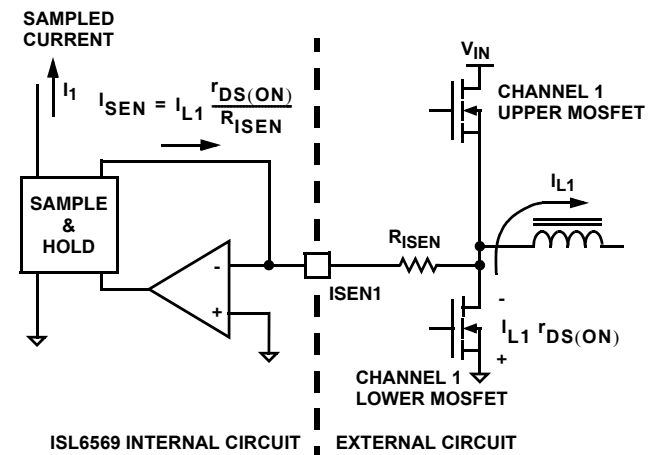 SAMPLED
CURRENT
I1
ISEN = IL1 rDS(ON)
RISEN
VIN
CHANNEL 1
UPPER MOSFET
IL1
SAMPLE
&
HOLD
-
+
RISEN
ISEN1
-
IL1 rDS(ON)
+
CHANNEL 1
LOWER MOSFET
ISL6569 INTERNAL CIRCUIT
EXTERNAL CIRCUIT